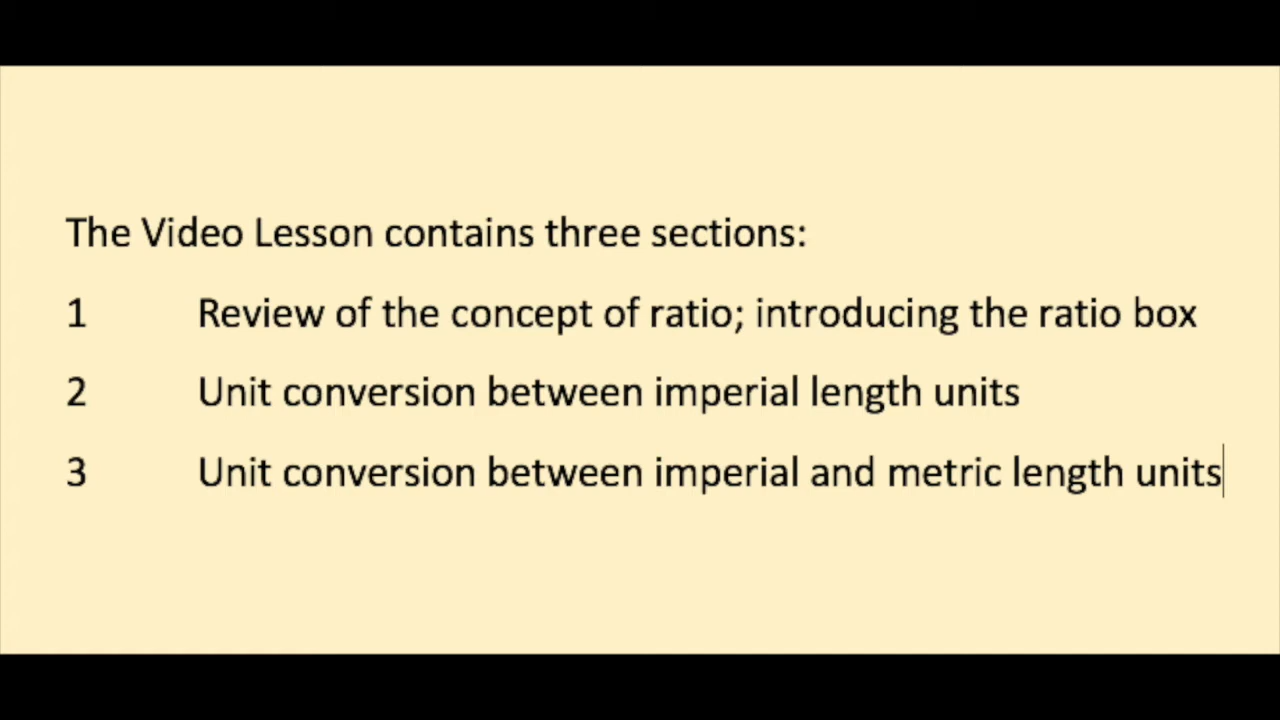 The Video Lesson contains three sections:
1 Review of the concept of ratio; introducing the ratio box
2 Unit conversion between imperial length units
3 Unit conversion between imperial and metric length units